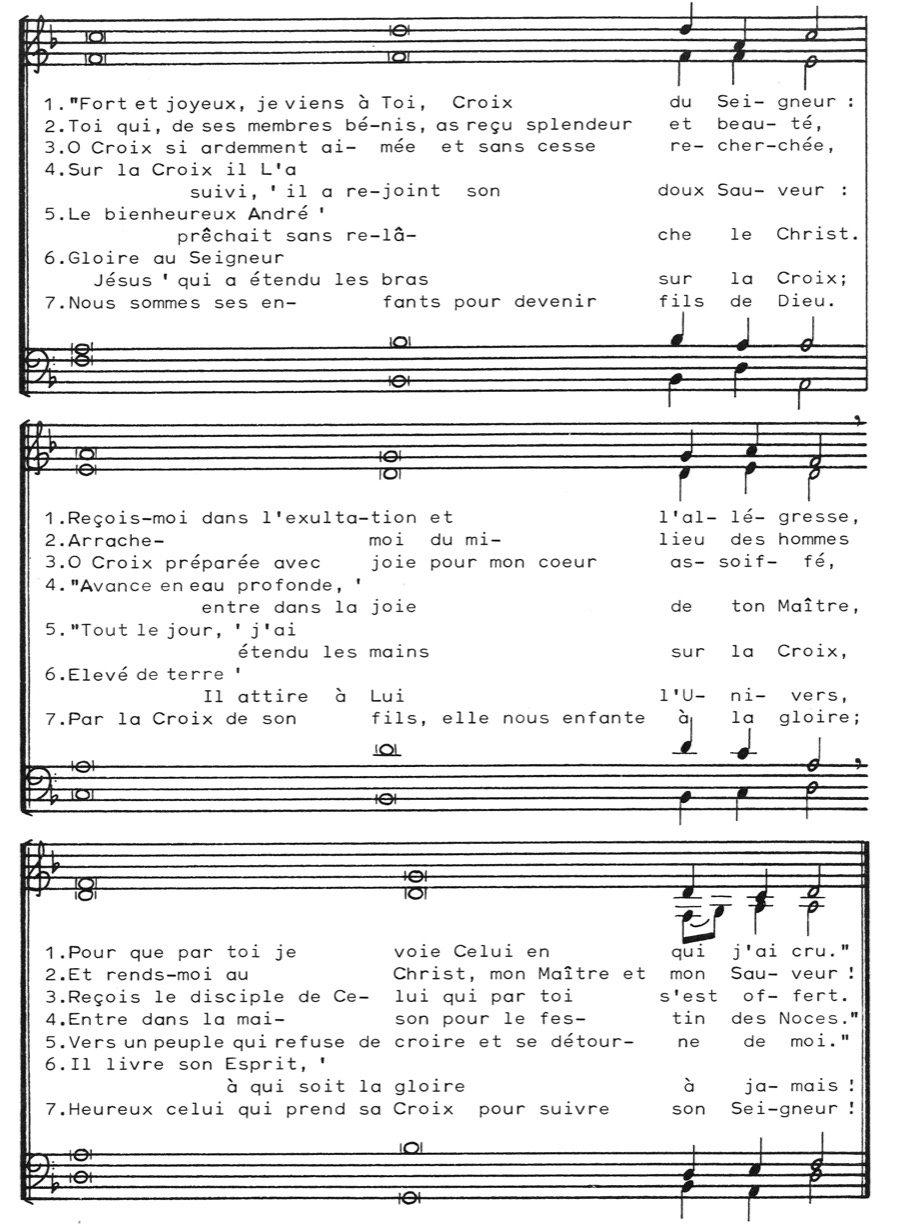 1."Fort et joyeux, je viens à Toi, Croix du Sei- gneur :
2.Toi qui, de ses membres bé-nis, as reçu splendeur et beau- té,
3.O Croix si ardemment ai- mée et sans cesse re- cher-chée,
4.Sur la Croix il L'a
suivi, ' il a re-joint son doux Sau- veur :
5.Le bienheureux André '
prêchait sans re-lâ- che le Christ.
6.Gloire au Seigneur
Jésus ' qui a étendu les bras sur la Croix;
7.Nous sommes ses en- fants pour devenir fils de Dieu.
1.Reçois-moi dans l'exulta-tion et l'al- lé- gresse,
2.Arrache- moi du mi- lieu des hommes
3.O Croix préparée avec joie pour mon coeur as- soif- fé,
4."Avance en eau profonde, '
entre dans la joie de ton Maître,
5."Tout le jour, ' j'ai
étendu les mains sur la Croix,
6.Elevé de terre '
Il attire à Lui l'U- ni- vers,
7.Par la Croix de son fils, elle nous enfante à la gloire;
1.Pour que par toi je voie Celui en qui j'ai cru."
2.Et rends-moi au Christ, mon Maître et mon Sau- veur !
3.Reçois le disciple de Ce- lui qui par toi s'est of- fert.
4.Entre dans la mai- son pour le fes- tin des Noces."
5.Vers un peuple qui refuse de croire et se détour- ne de moi."
6.Il livre son Esprit, '
à qui soit la gloire à ja- mais !
7.Heureux celui qui prend sa Croix pour suivre son Sei-gneur !